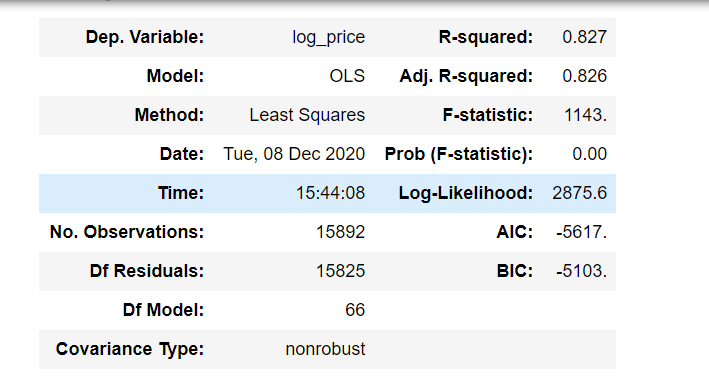 Dep. Variable: log_price R-squared: 0.827
Model: OLS Adj. R-squared: 0.826
Method: Least Squares F-statistic: 1143.
Date: Tue, 08 Dec 2020 Prob (F-statistic): 0.00
Time: 15:44:08 Log-Likelihood: 2875.6
No. Observations: 15892 AIC: -5617.
Df Residuals: 15825 BIC: -5103.
Df Model: 66
Covariance Type: nonrobust